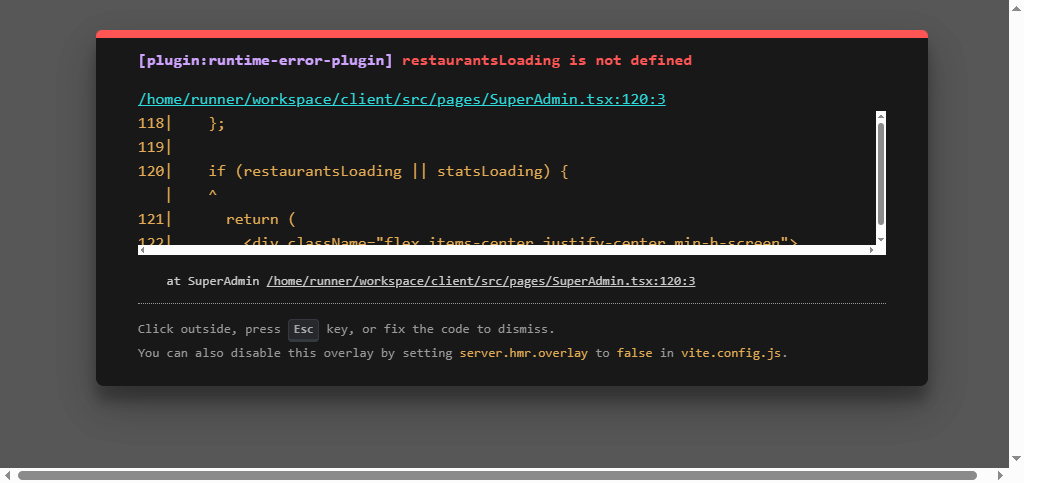 [plugin:runtime-error-plugin] restaurantsLoading is not defined
/home/runner/workspace/client/src/pages/SuperAdmin.tsx:120:3
118|    };
119|
120|    if (restaurantsLoading || statsLoading) {
   |    ^
121|      return (
122|        <div className="flex items-center justify-center min-h-screen">
at SuperAdmin /home/runner/workspace/client/src/pages/SuperAdmin.tsx:120:3
Click outside, press Esc key, or fix the code to dismiss.
You can also disable this overlay by setting server.hmr.overlay to false in vite.config.js.